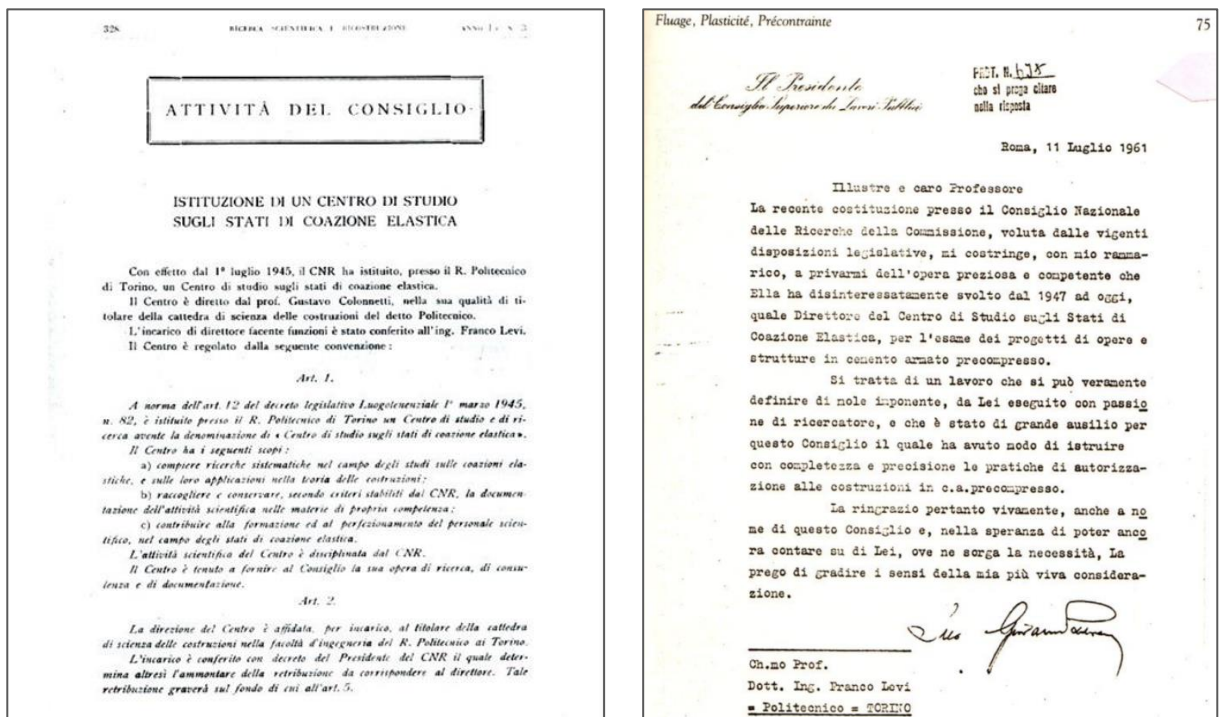 328
RICERCA SCIENTIFICA E RICOSTRUZIONE
ATTIVITÀ DEL CONSIGLIO
ISTITUZIONE DI UN CENTRO DI STUDIO
SUGLI STATI DI COAZIONE ELASTICA
Con effetto dal 1° luglio 1945, il CNR ha istituito, presso il R. Politecnico
di Torino, un Centro di studio sugli stati di coazione elastica.
Il Centro è diretto dal prof. Gustavo Colonnetti, nella sua qualità di ti-
tolare della cattedra di scienza delle costruzioni del detto Politecnico.
L'incarico di direttore facente funzioni è stato conferito all'ing. Franco Levi.
Il Centro è regolato dalla seguente convenzione :
Art. 1.
A norma dell'art. 12 del decreto legislativo Luogotenenziale 1° marzo 1945,
n. 82, è istituito presso il R. Politecnico di Torino un Centro di studio e di ri-
cerca avente la denominazione di « Centro di studio sugli stati di coazione elastica».
Il Centro ha i seguenti scopi :
a) compiere ricerche sistematiche nel campo degli studi sulle coazioni ela-
stiche, e sulle loro applicazioni nella teoria delle costruzioni;
b) raccogliere e conservare, secondo criteri stabiliti dal CNR, la documen-
tazione dell'attività scientifica nelle materie di propria competenza;
c) contribuire alla formazione ed al perfezionamento del personale scien-
tifico, nel campo degli stati di coazione elastica.
L'attività scientifica del Centro è disciplinata dal CNR.
Il Centro è tenuto a fornire al Consiglio la sua opera di ricerca, di consu-
lenza e di documentazione.
Art. 2.
La direzione del Centro è affidata, per incarico, al titolare della cattedra
di scienza delle costruzioni nella facoltà d'ingegneria del R. Politecnico di Torino.
L'incarico è conferito con decreto del Presidente del CNR il quale deter-
mina altresì l'ammontare della retribuzione da corrispondere al direttore. Tale
retribuzione graverà sul fondo di cui all'art. 5.
Fluage, Plasticité, Précontrainte
75
Il Presidente
del Consiglio Superiore dei Lavori Pubblici
PROT. N.
che si prega citare
nella risposta
Roma, 11 Luglio 1961
Illustre e caro Professore
La recente costituzione presso il Consiglio Nazionale
delle Ricerche della Commissione, voluta dalle vigenti
disposizioni legislative, mi costringe, con mio ramma-
rico, a privarmi dell'opera preziosa e competente che
Ella ha disinteressatamente svolto dal 1947 ad oggi,
quale Direttore del Centro di Studio sugli Stati di
Coazione Elastica, per l'esame dei progetti di opere e
strutture in cemento armato precompresso.
Si tratta di un lavoro che si può veramente
definire di mole imponente, da Lei eseguito con passio
ne di ricercatore, e che è stato di grande ausilio per
questo Consiglio il quale ha avuto modo di istruire
con completezza e precisione le pratiche di autorizza-
zione alle costruzioni in c.a.precompresso.
La ringrazio pertanto vivamente, anche a no
me di questo Consiglio e, nella speranza di poter anco
ra contare su di Lei, ove ne sorga la necessità, La
prego di gradire i sensi della mia più viva considera-
zione.
Ch.mo Prof.
Dott. Ing. Franco Levi
= Politecnico = TORINO